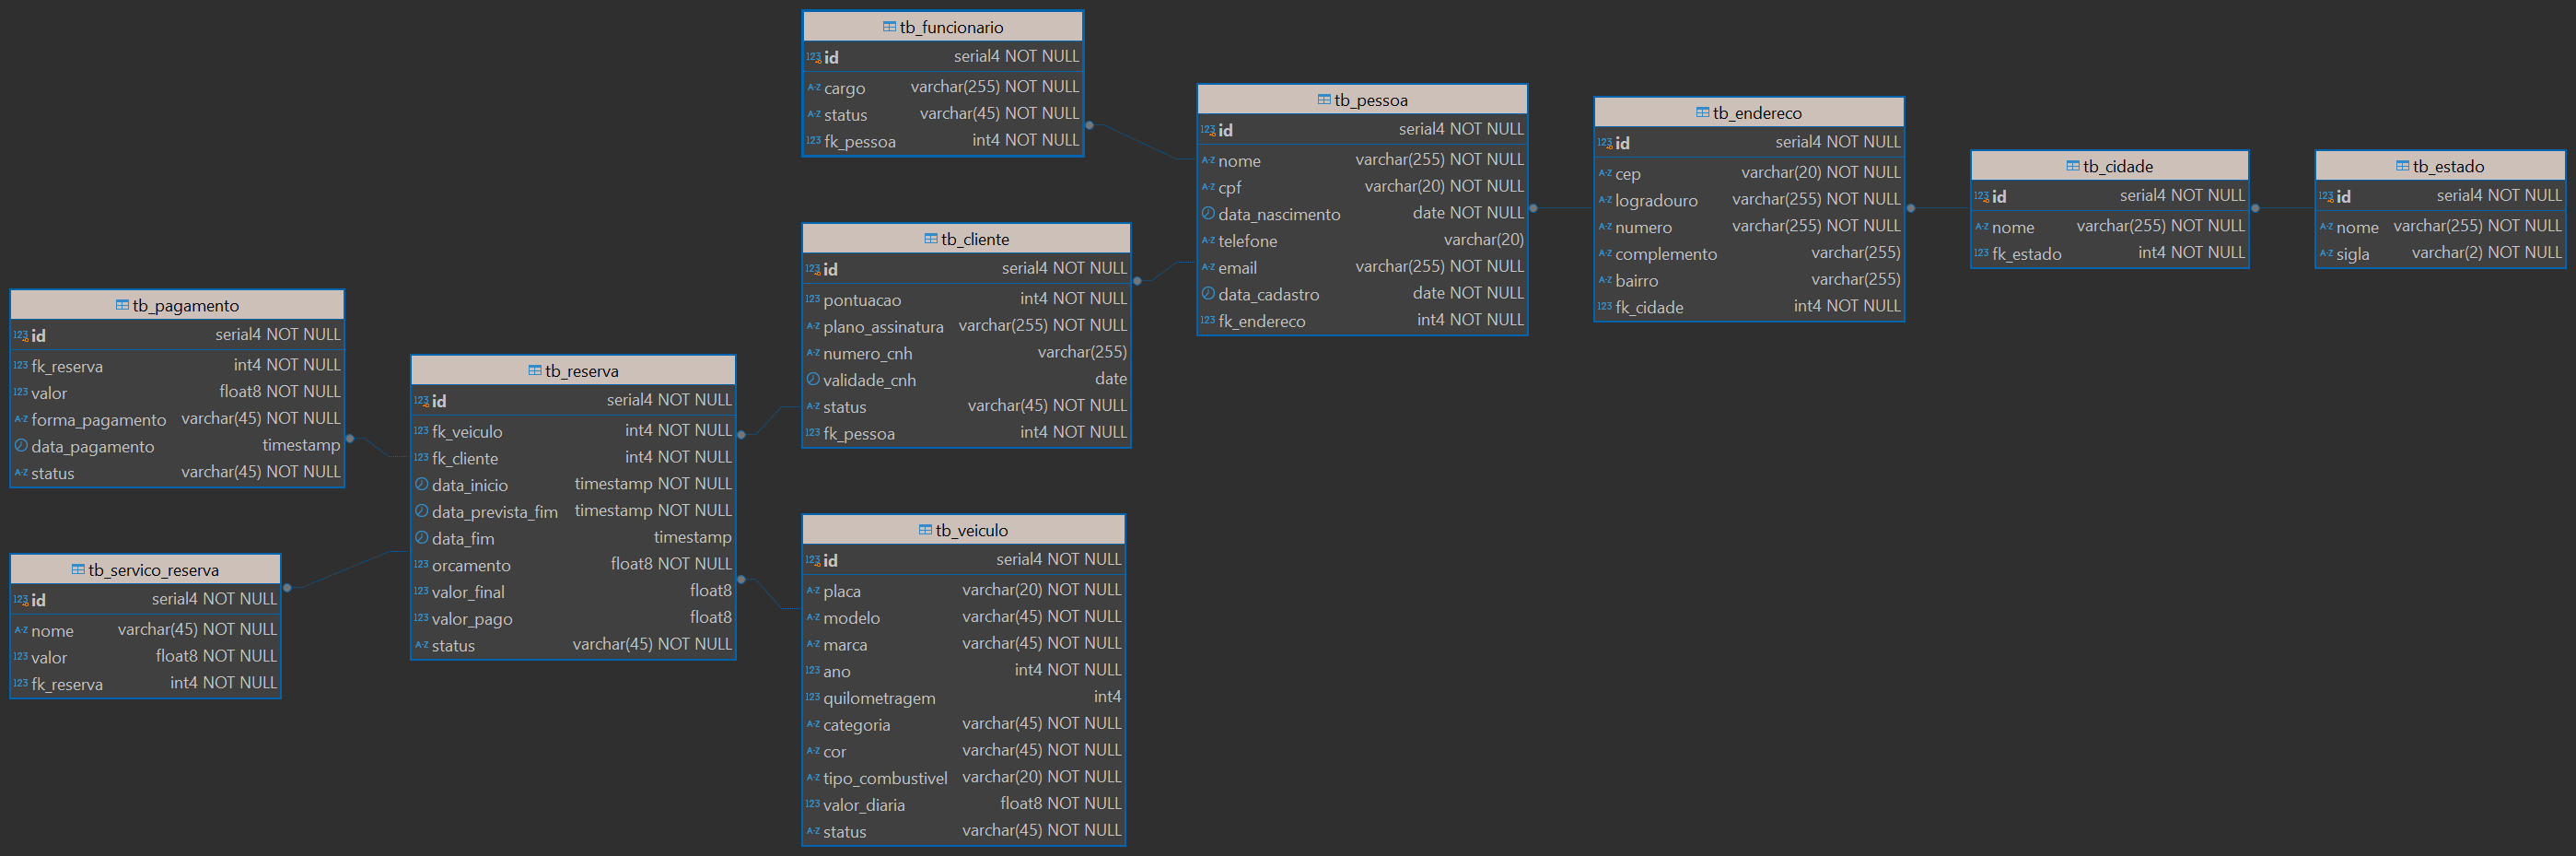 tb_funcionario
id serial4 NOT NULL
cargo varchar(255) NOT NULL
status varchar(45) NOT NULL
fk_pessoa int4 NOT NULL
tb_pessoa
id serial4 NOT NULL
nome varchar(255) NOT NULL
cpf varchar(20) NOT NULL
data_nascimento date NOT NULL
telefone varchar(20)
email varchar(255) NOT NULL
data_cadastro date NOT NULL
fk_endereco int4 NOT NULL
tb_endereco
id serial4 NOT NULL
cep varchar(20) NOT NULL
logradouro varchar(255) NOT NULL
numero varchar(255) NOT NULL
complemento varchar(255)
bairro varchar(255)
fk_cidade int4 NOT NULL
tb_cidade
id serial4 NOT NULL
nome varchar(255) NOT NULL
fk_estado int4 NOT NULL
tb_estado
id serial4 NOT NULL
nome varchar(255) NOT NULL
sigla varchar(2) NOT NULL
tb_cliente
id serial4 NOT NULL
pontuacao int4 NOT NULL
plano_assinatura varchar(255) NOT NULL
numero_cnh varchar(255)
validade_cnh date
status varchar(45) NOT NULL
fk_pessoa int4 NOT NULL
tb_pagamento
id serial4 NOT NULL
fk_reserva int4 NOT NULL
valor float8 NOT NULL
forma_pagamento varchar(45) NOT NULL
data_pagamento timestamp
status varchar(45) NOT NULL
tb_reserva
id serial4 NOT NULL
fk_veiculo int4 NOT NULL
fk_cliente int4 NOT NULL
data_inicio timestamp NOT NULL
data_prevista_fim timestamp NOT NULL
data_fim timestamp
orcamento float8 NOT NULL
valor_final float8
valor_pago float8
status varchar(45) NOT NULL
tb_servico_reserva
id serial4 NOT NULL
nome varchar(45) NOT NULL
valor float8 NOT NULL
fk_reserva int4 NOT NULL
tb_veiculo
id serial4 NOT NULL
placa varchar(20) NOT NULL
modelo varchar(45) NOT NULL
marca varchar(45) NOT NULL
ano int4 NOT NULL
quilometragem int4
categoria varchar(45) NOT NULL
cor varchar(45) NOT NULL
tipo_combustivel varchar(20) NOT NULL
valor_diaria float8 NOT NULL
status varchar(45) NOT NULL